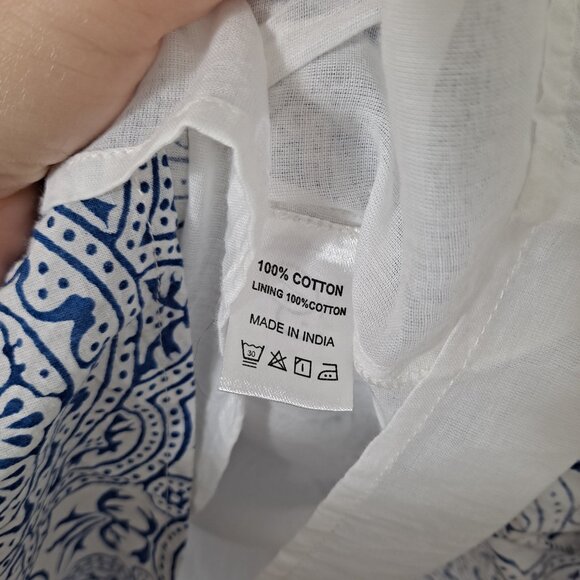 100% COTTON
LINING 100%COTTON
MADE IN INDIA
30